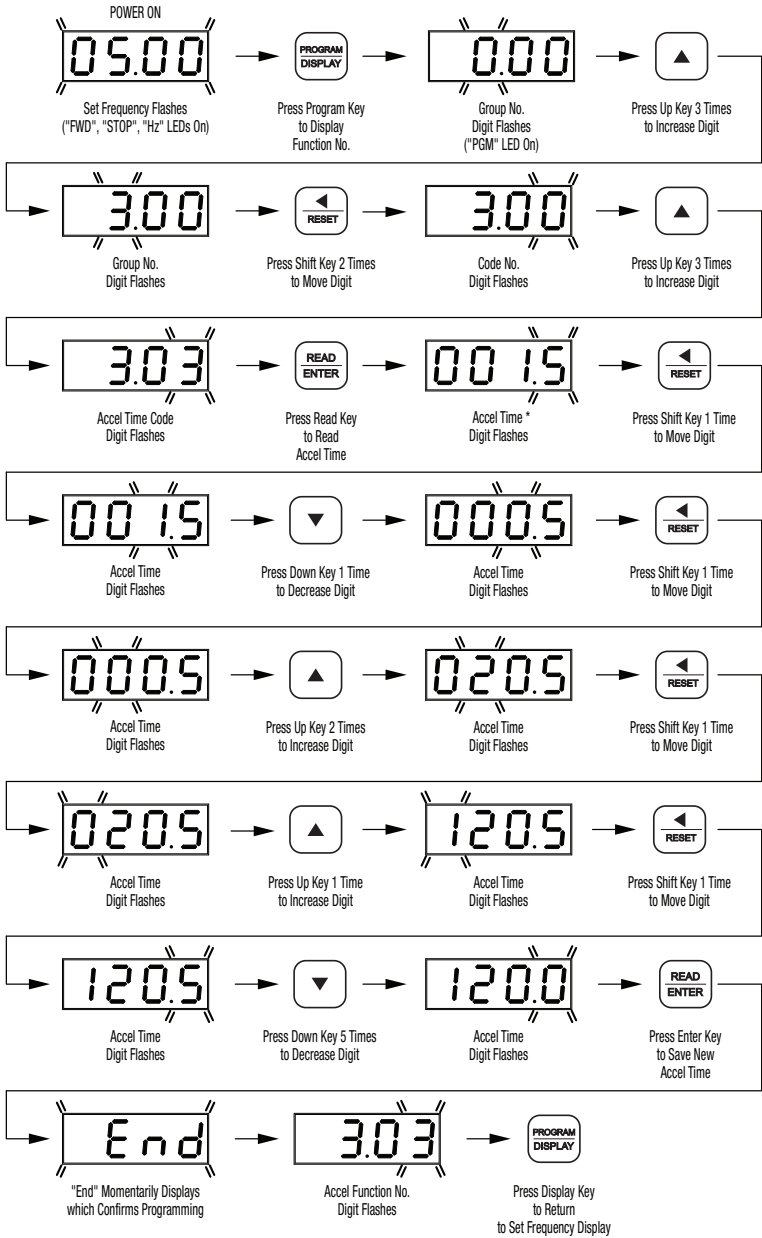 POWER ON
05.00
PROGRAM
DISPLAY
0.00
Set Frequency Flashes
("FWD", "STOP", "Hz" LEDs On)
Press Program Key
to Display
Function No.
Group No.
Digit Flashes
("PGM" LED On)
Press Up Key 3 Times
to Increase Digit
3.00
RESET
3.00
Group No.
Digit Flashes
Press Shift Key 2 Times
to Move Digit
Code No.
Digit Flashes
Press Up Key 3 Times
to Increase Digit
3.03
READ
ENTER
001.5
RESET
Accel Time Code
Digit Flashes
Press Read Key
to Read
Accel Time
Accel Time *
Digit Flashes
Press Shift Key 1 Time
to Move Digit
001.5
000.5
RESET
Accel Time
Digit Flashes
Press Down Key 1 Time
to Decrease Digit
Accel Time
Digit Flashes
Press Shift Key 1 Time
to Move Digit
000.5
020.5
RESET
Accel Time
Digit Flashes
Press Up Key 2 Times
to Increase Digit
Accel Time
Digit Flashes
Press Shift Key 1 Time
to Move Digit
020.5
120.5
RESET
Accel Time
Digit Flashes
Press Up Key 1 Time
to Increase Digit
Accel Time
Digit Flashes
Press Shift Key 1 Time
to Move Digit
120.5
120.0
READ
ENTER
Accel Time
Digit Flashes
Press Down Key 5 Times
to Decrease Digit
Accel Time
Digit Flashes
Press Enter Key
to Save New
Accel Time
End
3.03
PROGRAM
DISPLAY
"End" Momentarily Displays
which Confirms Programming
Accel Function No.
Digit Flashes
Press Display Key
to Return
to Set Frequency Display